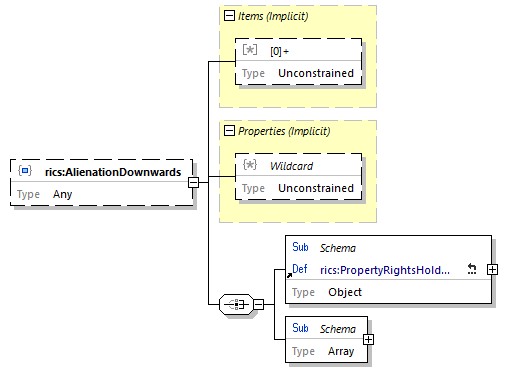 Items (Implicit)
[0]+
Type Unconstrained
Properties (Implicit)
Wildcard
Type Unconstrained
rics:AlienationDownwards
Type Any
Sub Schema
Def rics:PropertyRightsHold...
Type Object
Sub Schema
Type Array